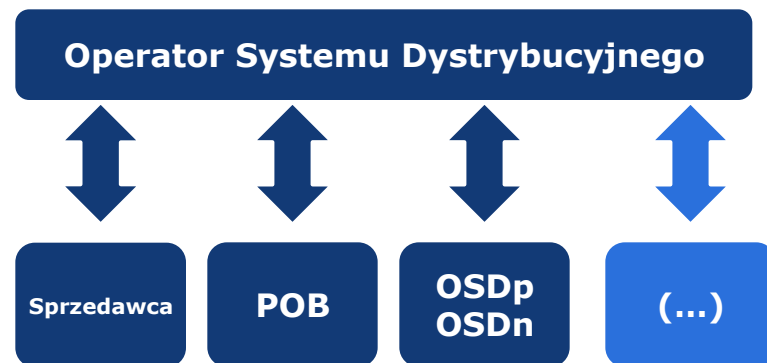 Operator Systemu Dystrybucyjnego
Sprzedawca
POB
OSDp
OSDn
(...)